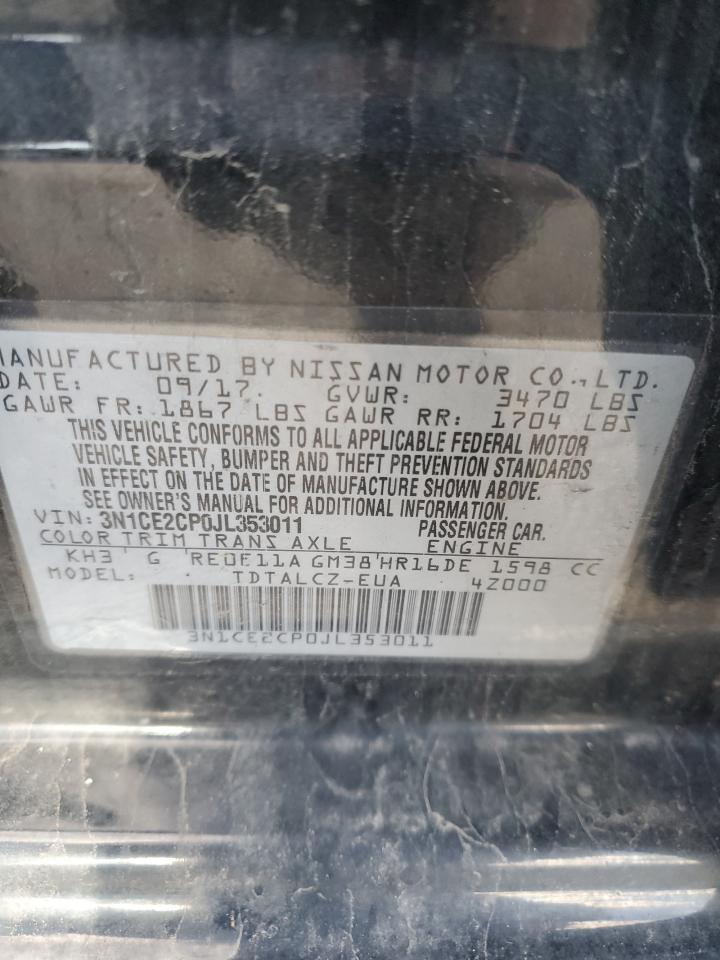 MANUFACTURED BY NISSAN MOTOR CO., LTD.
DATE: 09/17. GVWR: 3470 LBS
GAWR FR: 1867 LBS GAWR RR: 1704 LBS
THIS VEHICLE CONFORMS TO ALL APPLICABLE FEDERAL MOTOR
VEHICLE SAFETY, BUMPER AND THEFT PREVENTION STANDARDS
IN EFFECT ON THE DATE OF MANUFACTURE SHOWN ABOVE.
SEE OWNER'S MANUAL FOR ADDITIONAL INFORMATION.
VIN: 3N1CE2CP0JL353011 PASSENGER CAR.
COLOR TRIM TRANS AXLE ENGINE
KH3 G RE0F11A GM38 HR16DE 1598 CC
MODEL: TDTALCZ-EUA 4Z000
3N1CE2CP0JL353011